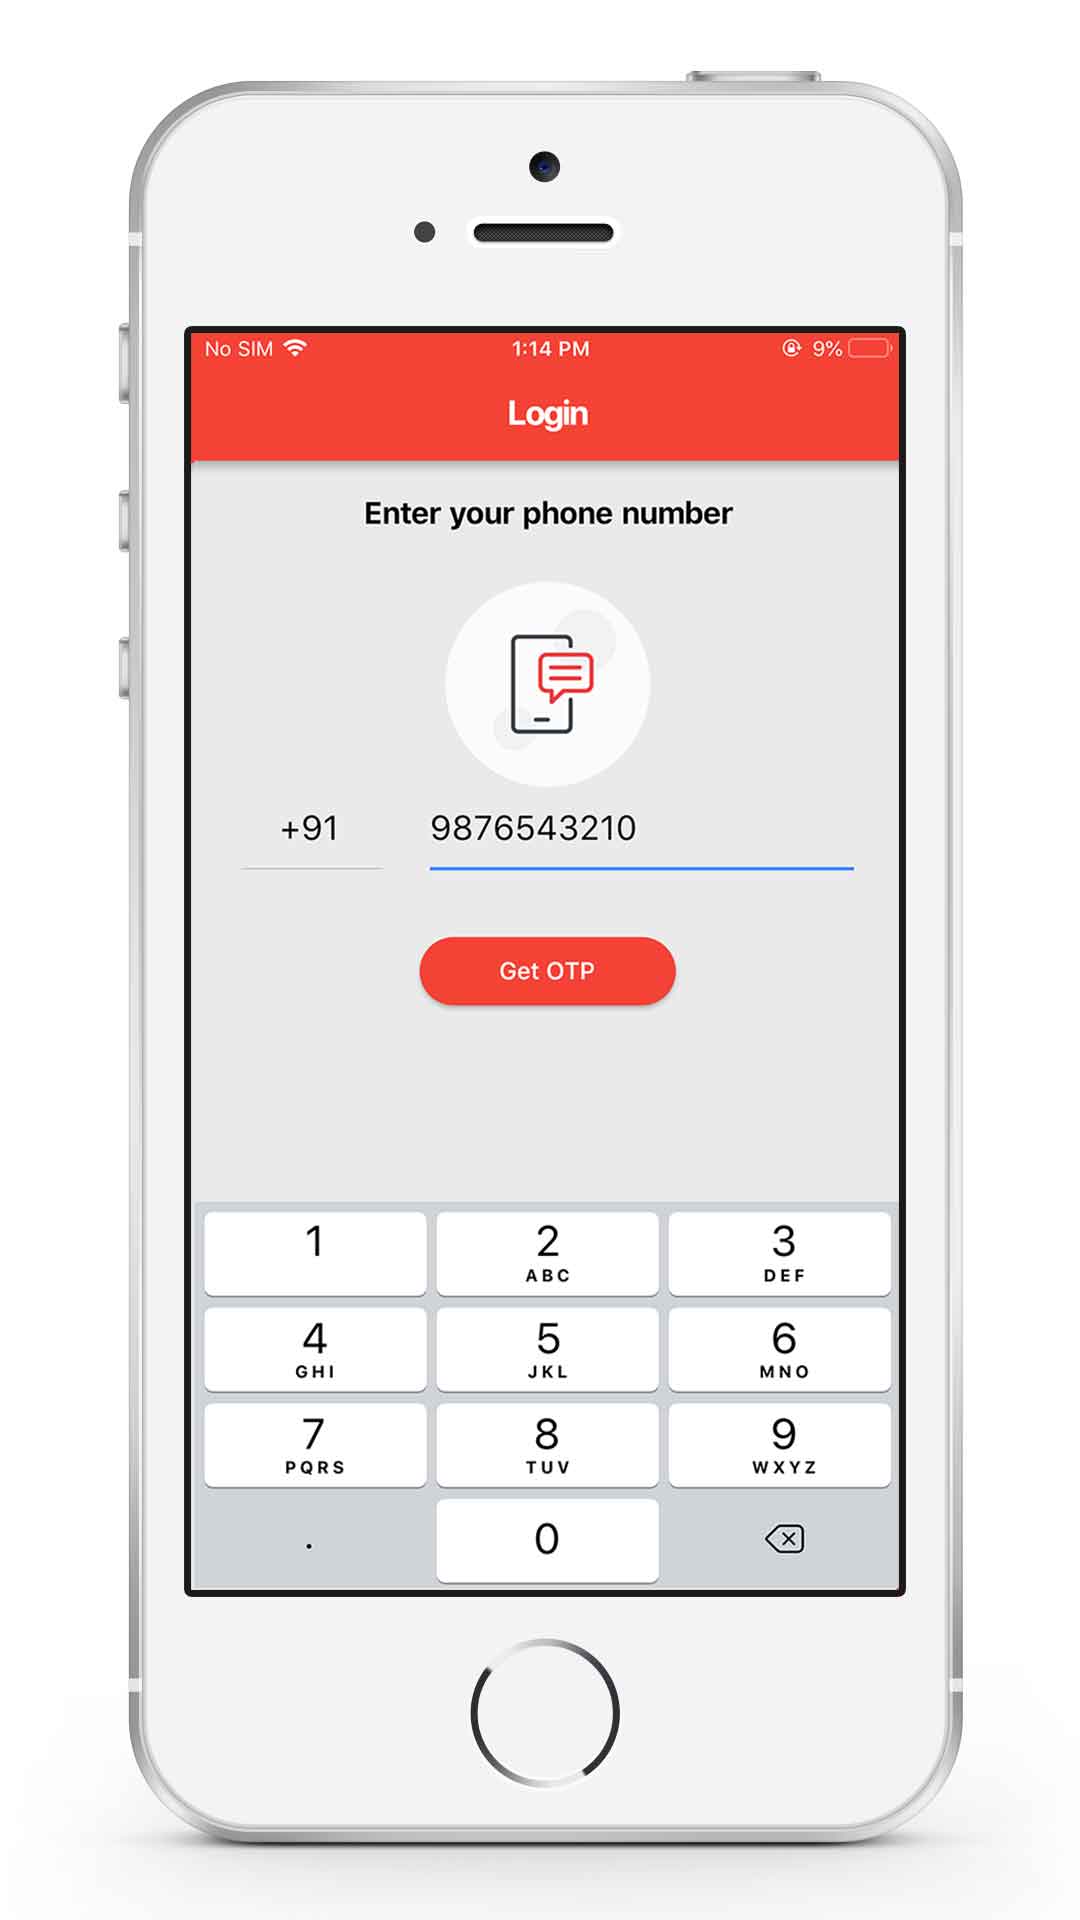 No SIM 1:14 PM 9%
Login
Enter your phone number
+91 9876543210
Get OTP
1 2 3
ABC DEF
4 5 6
GHI JKL MNO
7 8 9
PQRS TUV WXYZ
. 0